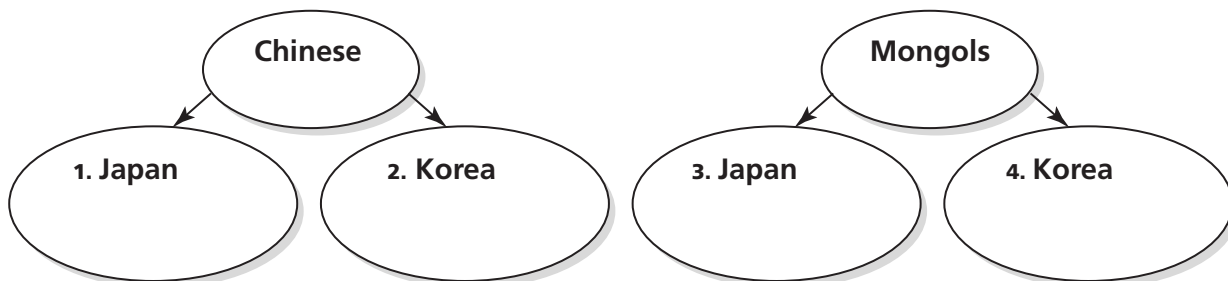 Chinese
Mongols
1. Japan
2. Korea
3. Japan
4. Korea